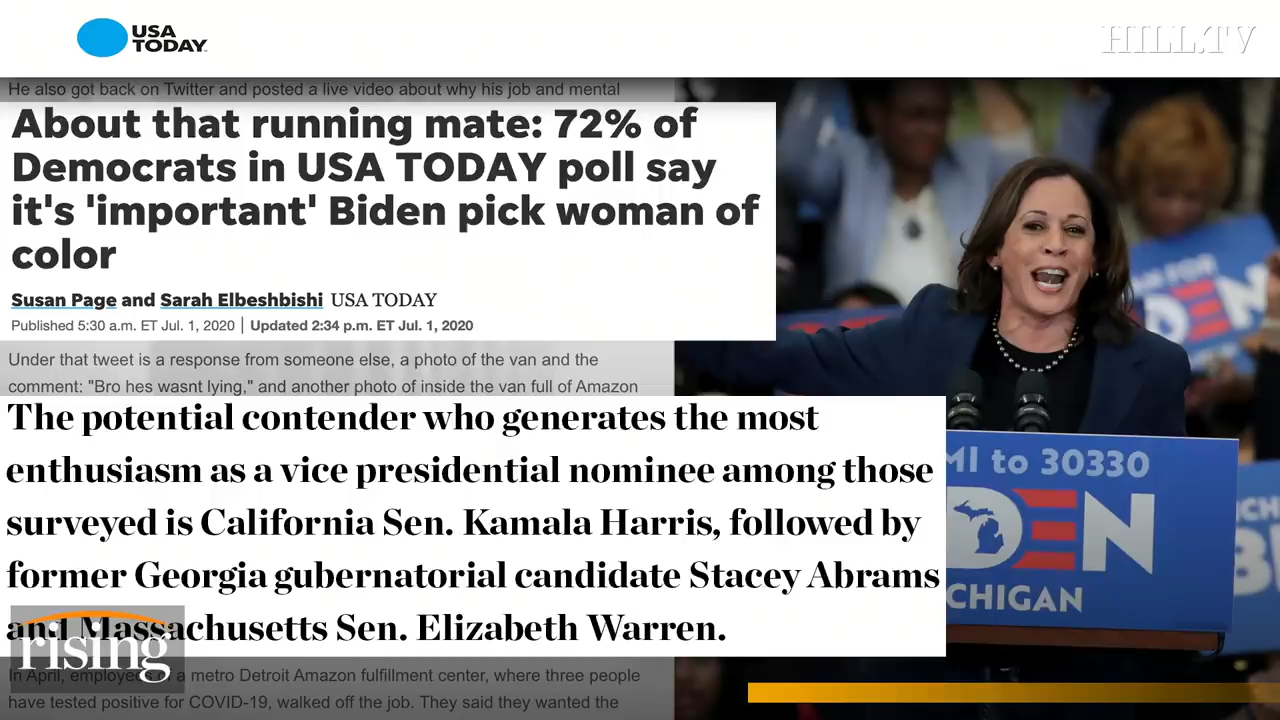 USA
TODAY
HILL.TV
He also got back on Twitter and posted a live video about why his job and mental
About that running mate: 72% of
Democrats in USA TODAY poll say
it's 'important' Biden pick woman of
color
Susan Page and Sarah Elbeshbishi USA TODAY
Published 5:30 a.m. ET Jul. 1, 2020 | Updated 2:34 p.m. ET Jul. 1, 2020
Under that tweet is a response from someone else, a photo of the van and the
comment: "Bro hes wasnt lying," and another photo of inside the van full of Amazon
The potential contender who generates the most
enthusiasm as a vice presidential nominee among those
surveyed is California Sen. Kamala Harris, followed by
former Georgia gubernatorial candidate Stacey Abrams
and Massachusetts Sen. Elizabeth Warren.
rising
In April, employees of a metro Detroit Amazon fulfillment center, where three people
have tested positive for COVID-19, walked off the job. They said they wanted the
MI to 30330
DEN
CHIGAN